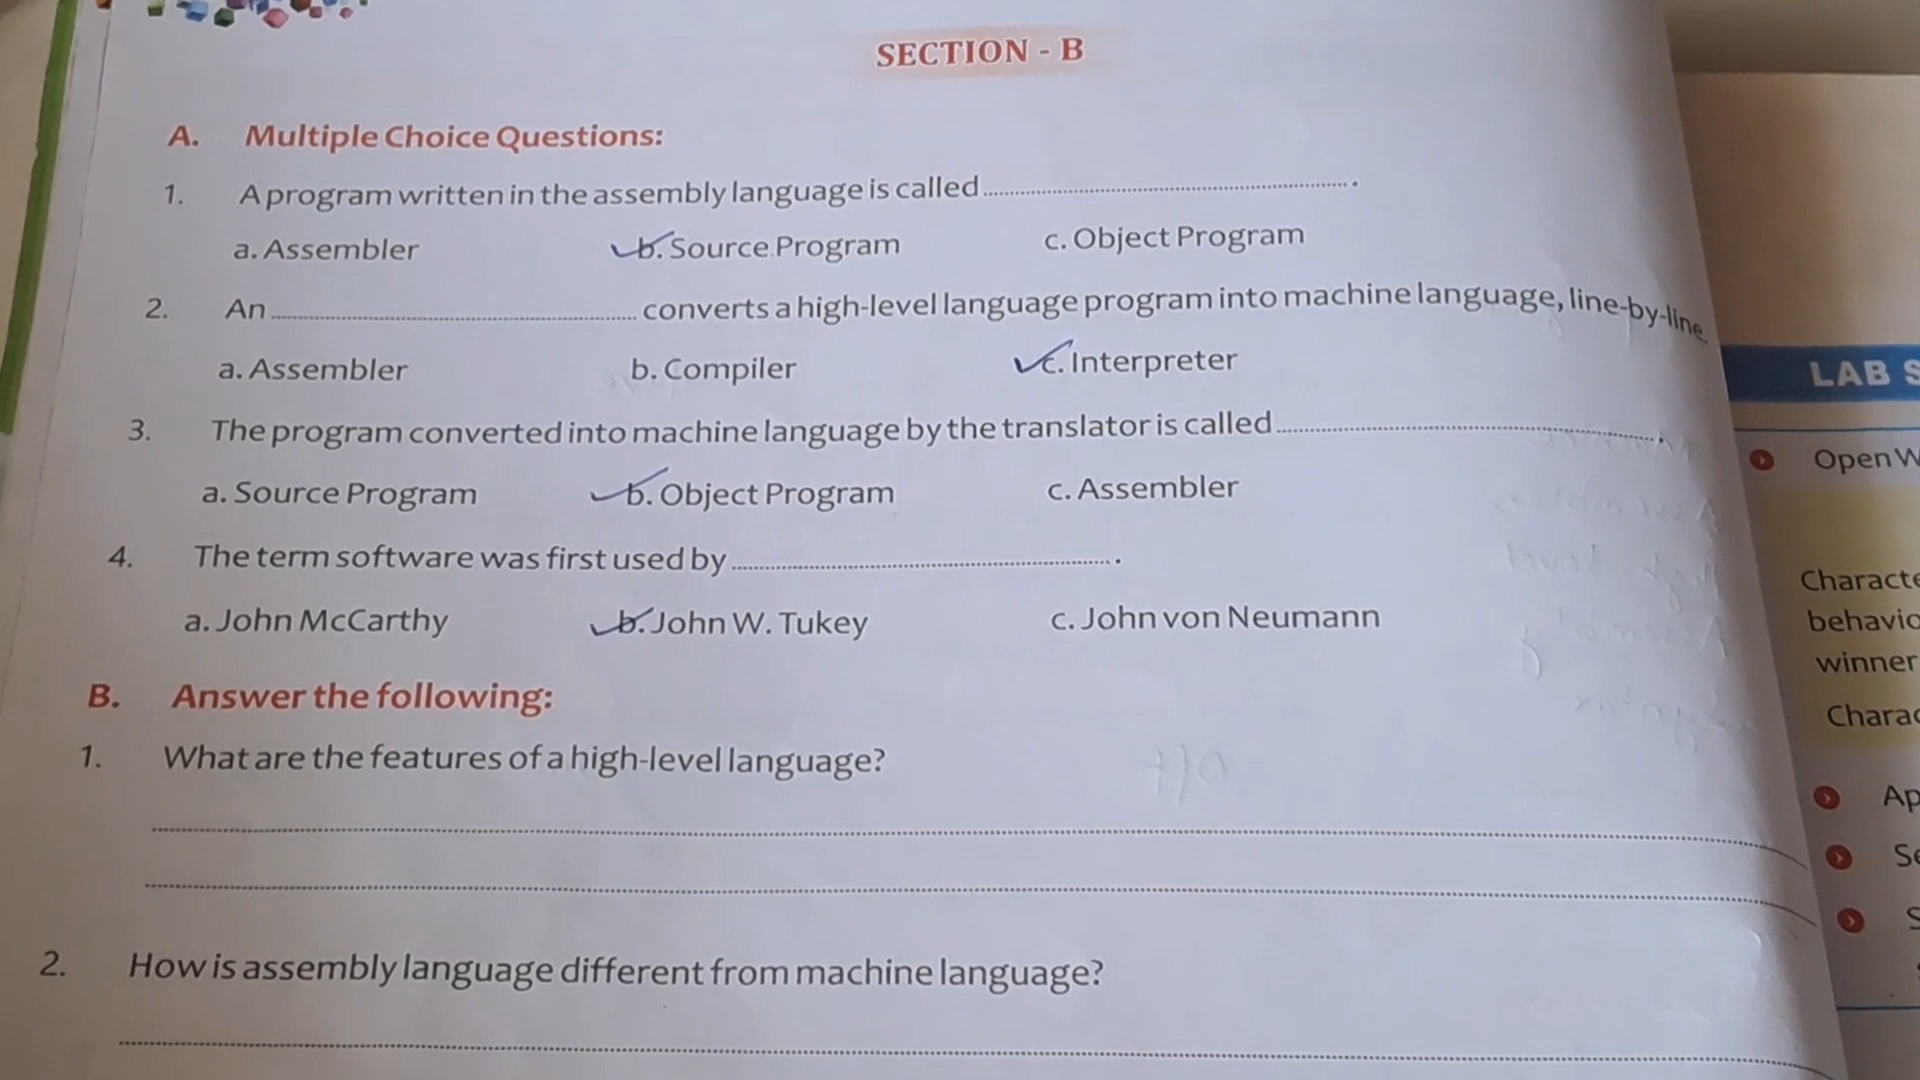 SECTION - B
A. Multiple Choice Questions:
1. A program written in the assembly language is called ........................ .
a. Assembler b. Source Program c. Object Program
2. An ........................ converts a high-level language program into machine language, line-by-line.
a. Assembler b. Compiler c. Interpreter
3. The program converted into machine language by the translator is called ........................ .
a. Source Program b. Object Program c. Assembler
4. The term software was first used by ........................ .
a. John McCarthy b. John W. Tukey c. John von Neumann
B. Answer the following:
1. What are the features of a high-level language?
2. How is assembly language different from machine language?
LAB S
Open W
Characte
behavio
winner
Charac
Ap
Se
S